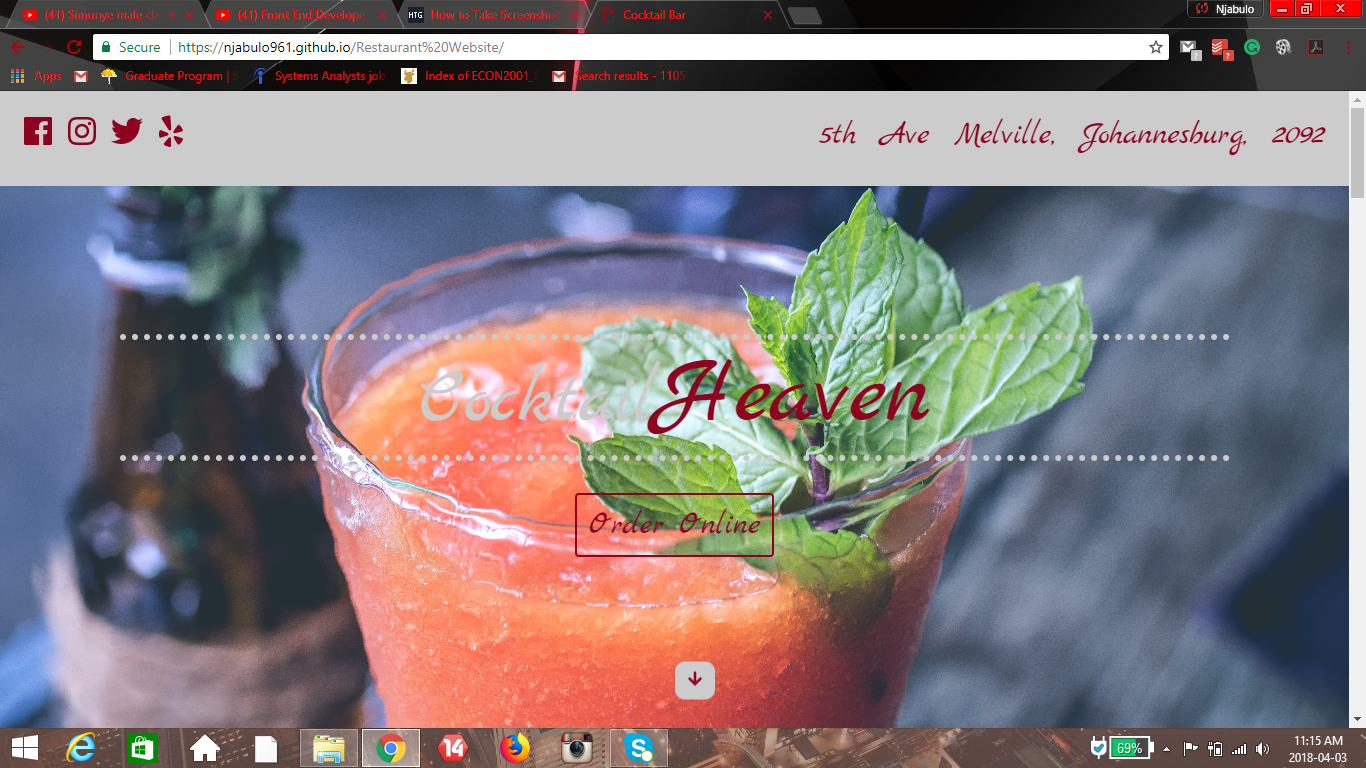 (41) Simunye male ch
(41) Front End Develope
HTG How to Take Screenshot
Cocktail Bar
Njabulo
Secure https://njabulo961.github.io/Restaurant%20Website/
Apps Graduate Program | Systems Analysts job Index of ECON2001_ Search results - 1105
5th Ave Melville, Johannesburg, 2092
Cocktail Heaven
Order Online
14
69%
11:15 AM
2018-04-03